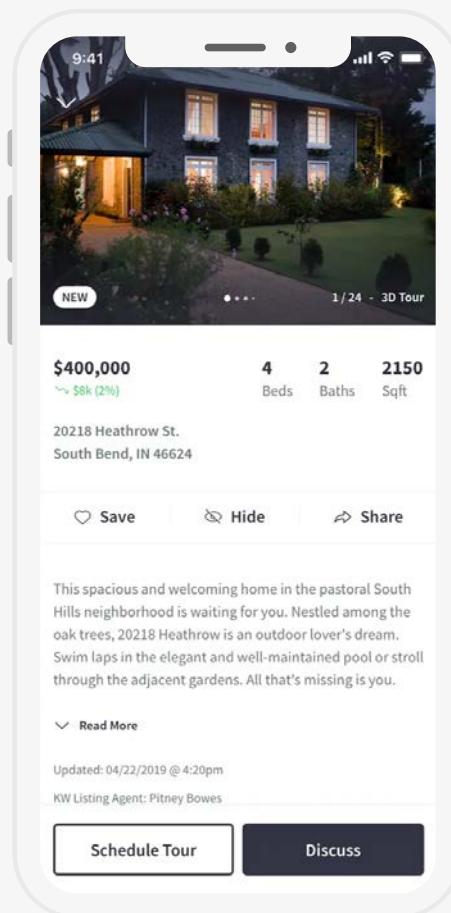 9:41
NEW
1 / 24 - 3D Tour
$400,000
4
2
2150
$8k (2%)
Beds
Baths
Sqft
20218 Heathrow St.
South Bend, IN 46624
Save
Hide
Share
This spacious and welcoming home in the pastoral South
Hills neighborhood is waiting for you. Nestled among the
oak trees, 20218 Heathrow is an outdoor lover's dream.
Swim laps in the elegant and well-maintained pool or stroll
through the adjacent gardens. All that's missing is you.
Read More
Updated: 04/22/2019 @ 4:20pm
KW Listing Agent: Pitney Bowes
Schedule Tour
Discuss